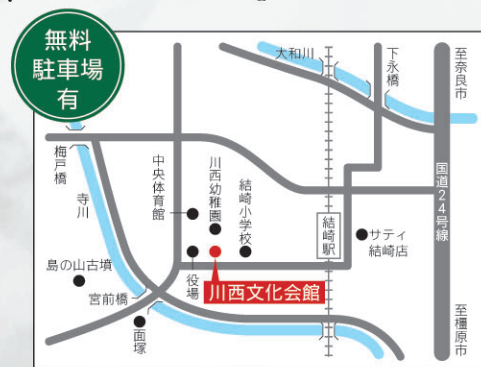 無料
駐車場
有
大和川
下永橋
至奈良市
梅戸橋
寺川
中央体育館
川西幼稚園
結崎小学校
結崎駅
国道24号線
サティ
結崎店
島の山古墳
役場
宮前橋
川西文化会館
面塚
至橿原市